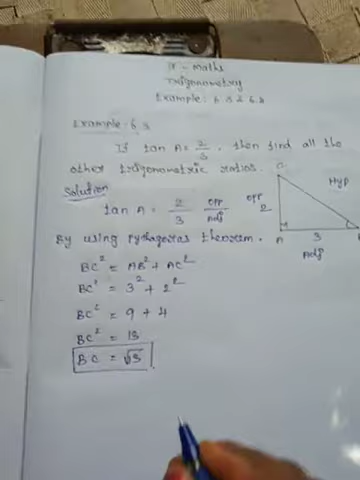 IX - Maths
Trigonometry
Example: 6.3 & 6.4
Example: 6.3
If tan A = 2/3, then find all the
other trigonometric ratios.
Solution
tan A = 2/3 opp/adj
C
opp
2
Hyp
A
3
Adj
By using pythagoras theorem.
BC² = AB² + AC²
BC² = 3² + 2²
BC² = 9 + 4
BC² = 13
BC = √13